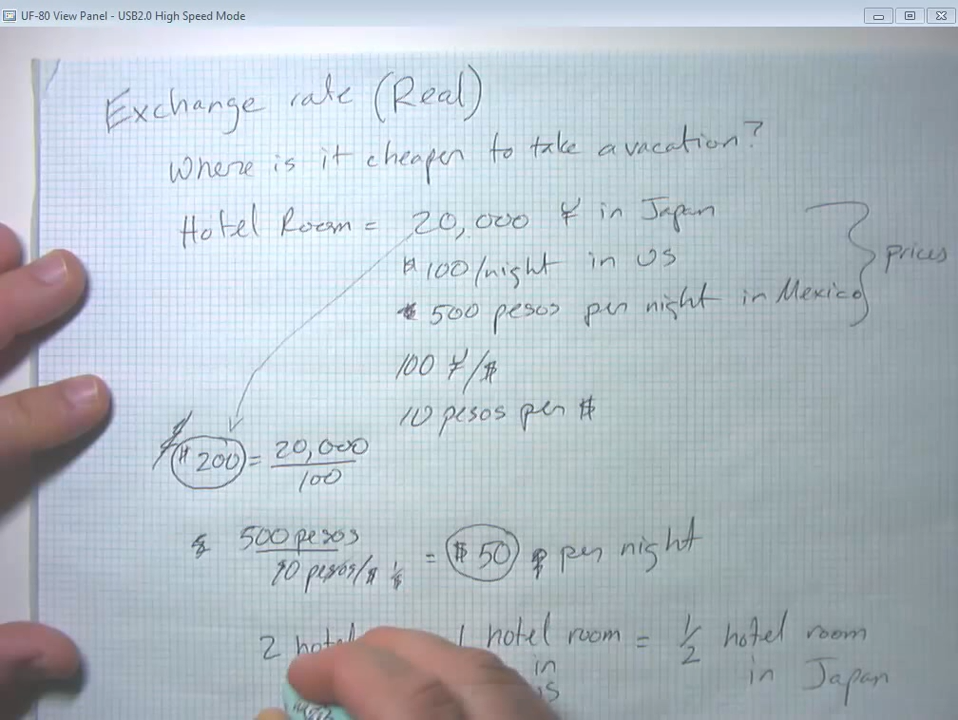 UF-80 View Panel - USB2.0 High Speed Mode
Exchange rate (Real)
Where is it cheaper to take a vacation?
Hotel Room = 20,000 ¥ in Japan
$100/night in US
500 pesos per night in Mexico
prices
100 ¥/$
10 pesos per $
$200 = 20,000
100
500 pesos
10 pesos/$
= $50 per night
2 hotel 1 hotel room = 1/2 hotel room
in
in Japan